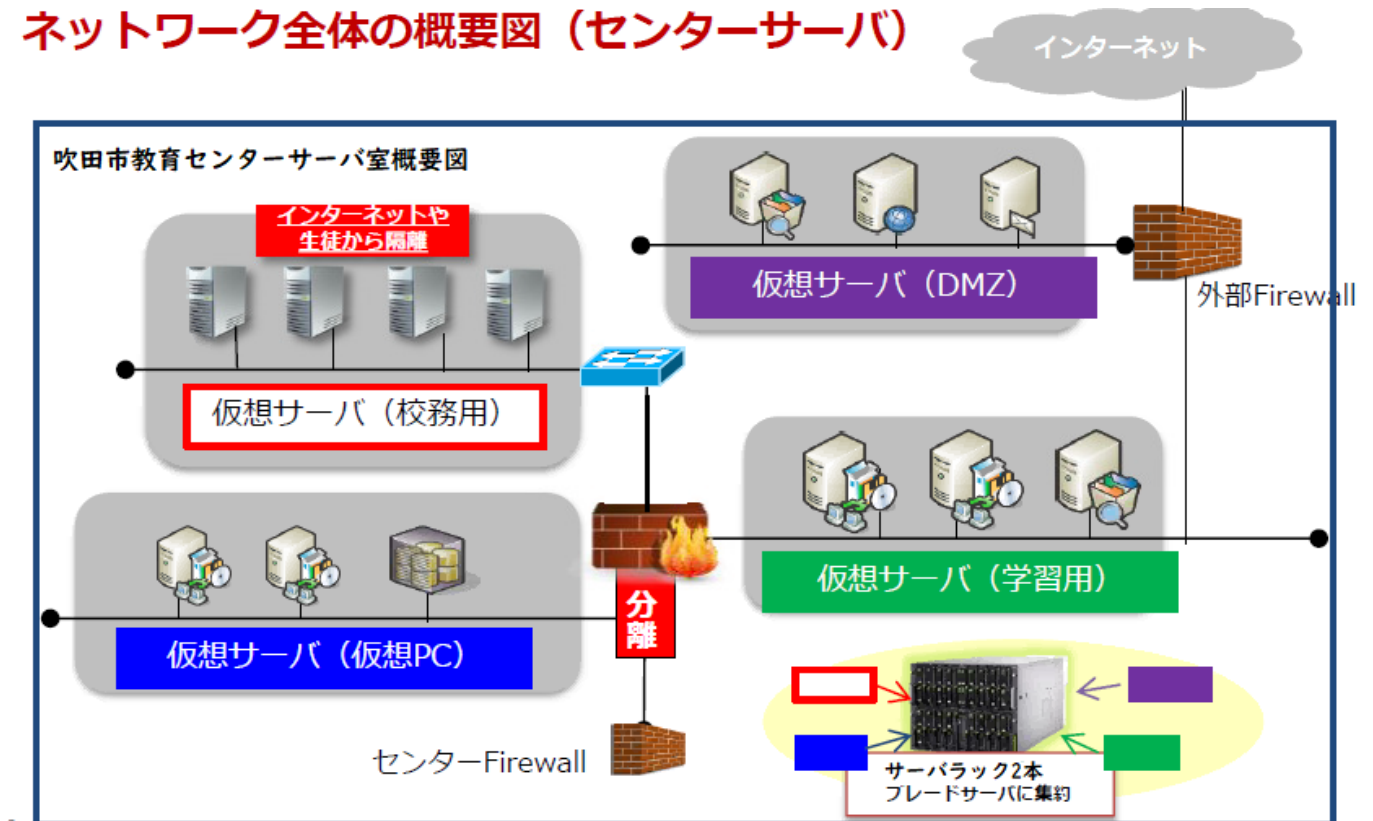 ネットワーク全体の概要図（センターサーバ）
インターネット
吹田市教育センターサーバ室概要図
インターネットや
生徒から隔離
仮想サーバ（DMZ）
外部Firewall
仮想サーバ（校務用）
仮想サーバ（学習用）
分
離
仮想サーバ（仮想PC）
センターFirewall
サーバラック2本
ブレードサーバに集約